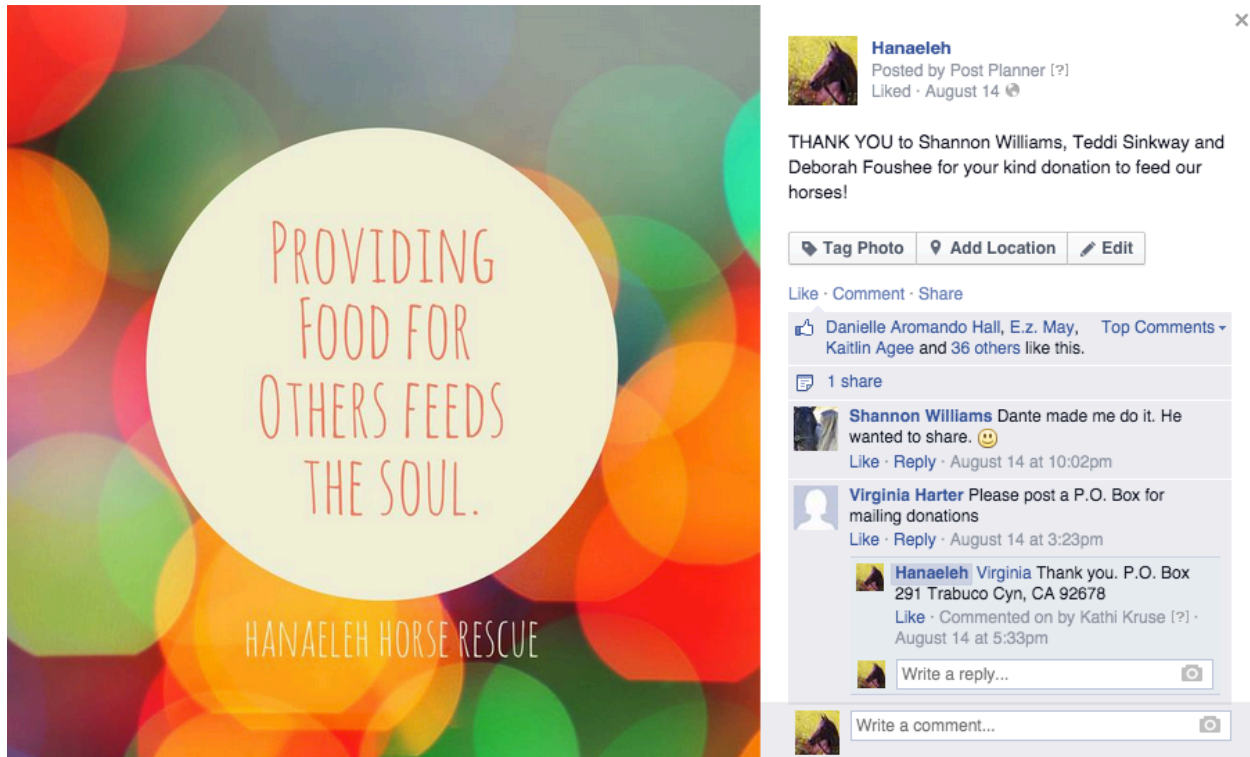 PROVIDING
FOOD FOR
OTHERS FEEDS
THE SOUL.
HANAELEH HORSE RESCUE
×
Hanaeleh
Posted by Post Planner [?]
Liked · August 14
THANK YOU to Shannon Williams, Teddi Sinkway and
Deborah Foushee for your kind donation to feed our
horses!
Tag Photo Add Location Edit
Like · Comment · Share
Danielle Aromando Hall, E.z. May, Top Comments
Kaitlin Agee and 36 others like this.
1 share
Shannon Williams Dante made me do it. He
wanted to share.
Like · Reply · August 14 at 10:02pm
Virginia Harter Please post a P.O. Box for
mailing donations
Like · Reply · August 14 at 3:23pm
Hanaeleh Virginia Thank you. P.O. Box
291 Trabuco Cyn, CA 92678
Like · Commented on by Kathi Kruse [?] ·
August 14 at 5:33pm
Write a reply...
Write a comment...